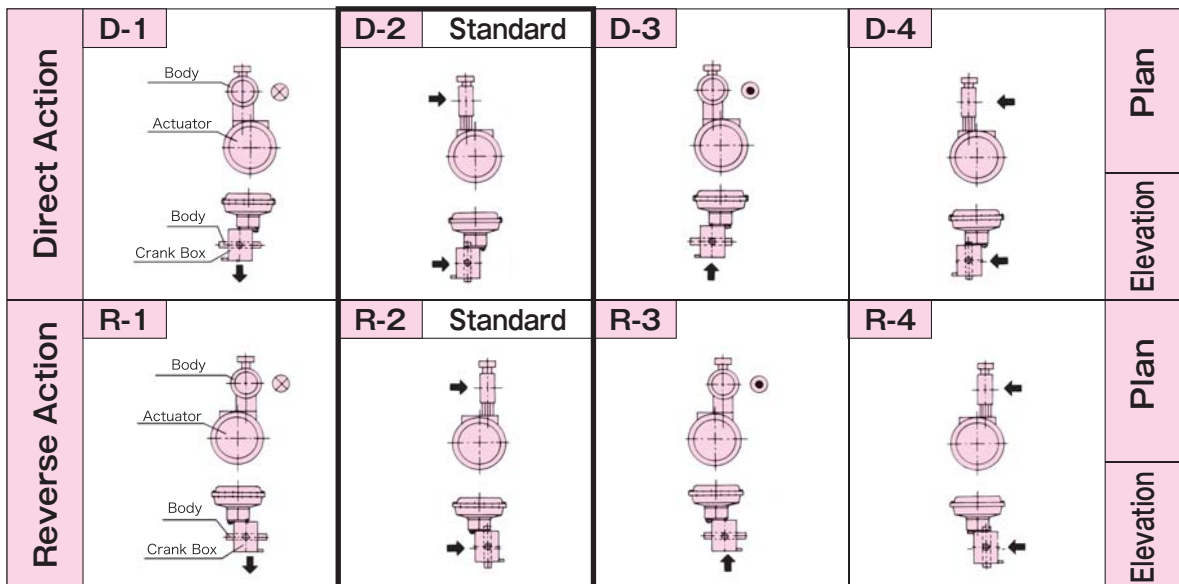 Direct Action
D-1
Body
Actuator
Body
Crank Box
D-2 Standard
D-3
D-4
Plan
Elevation
Reverse Action
R-1
Body
Actuator
Body
Crank Box
R-2 Standard
R-3
R-4
Plan
Elevation